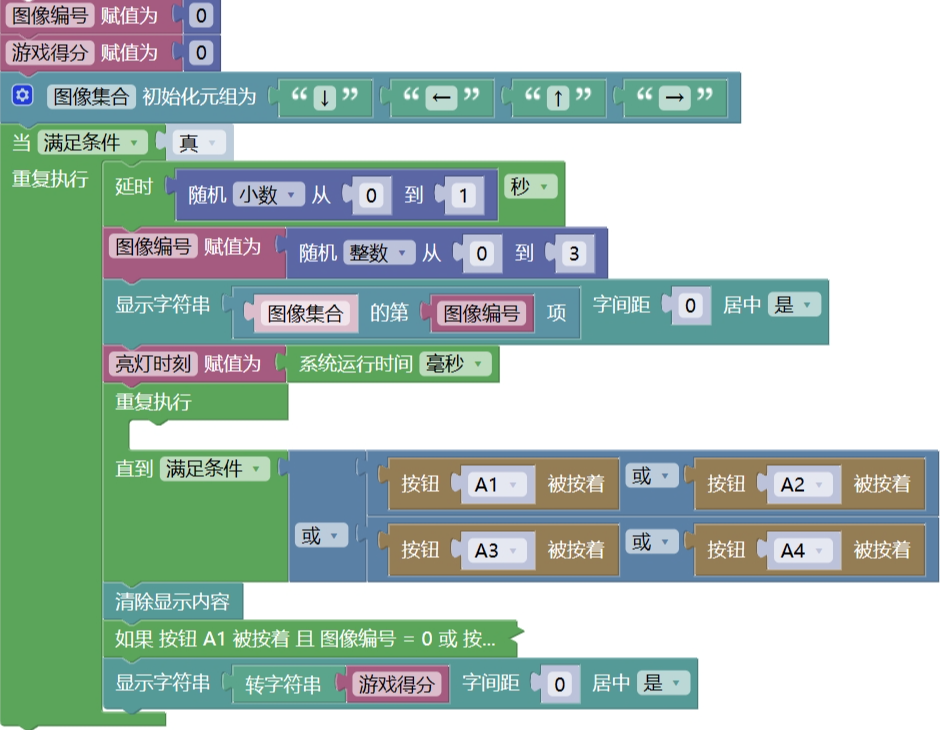 图像编号 赋值为 0
游戏得分 赋值为 0
图像集合 初始化元组为 “ ↓ ” “ ← ” “ ↑ ” “ → ”
当 满足条件 真
重复执行
延时 随机 小数 从 0 到 1 秒
图像编号 赋值为 随机 整数 从 0 到 3
显示字符串 图像集合 的第 图像编号 项 字间距 0 居中 是
亮灯时刻 赋值为 系统运行时间 毫秒
重复执行
直到 满足条件 按钮 A1 被按着 或 按钮 A2 被按着
或
按钮 A3 被按着 或 按钮 A4 被按着
清除显示内容
如果 按钮 A1 被按着 且 图像编号 = 0 或 按...
显示字符串 转字符串 游戏得分 字间距 0 居中 是